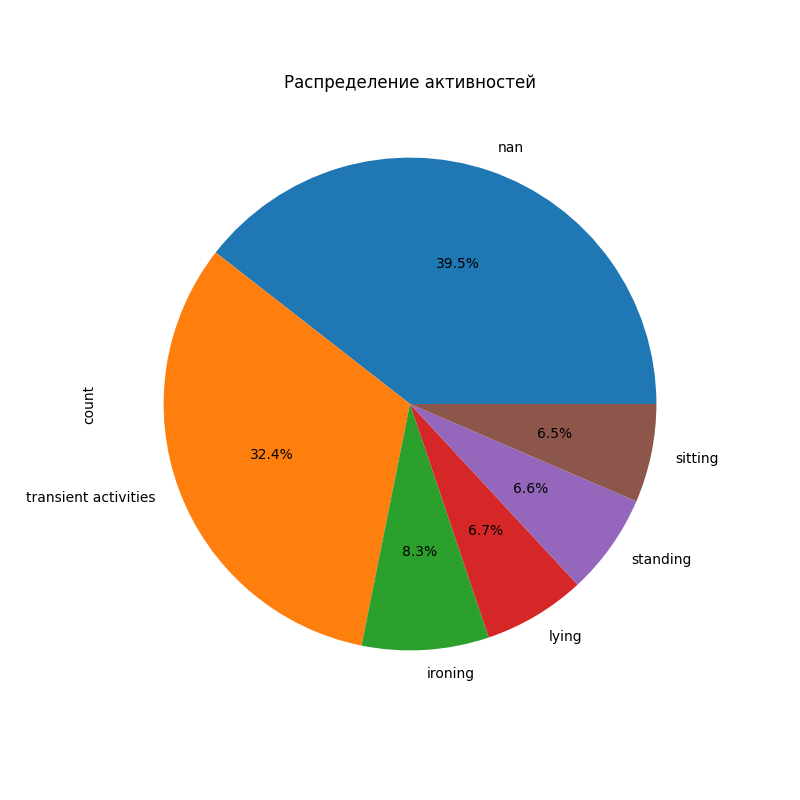 Распределение активностей
nan
39.5%
32.4%
transient activities
count
8.3%
ironing
6.7%
lying
6.6%
standing
6.5%
sitting